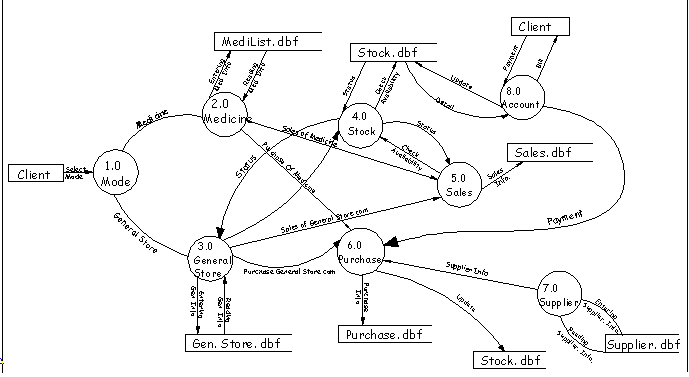 MediList.dbf
Stock.dbf
Client
Entering
Med Info
Reading
Med Info
Status
Detail
Availability
Update
Detail
Payment
Bill
2.0
Medicine
8.0
Account
4.0
Stock
Medicine
Sales of Medicine
Status
Check
Availability
Sales.dbf
Client
Select
Mode
1.0
Mode
STATUS
Purchase Of Medicine
5.0
Sales
Sales
Info.
General Store
Sales of General Store com
Payment
3.0
General
Store
6.0
Purchase
Purchase General Store com
Supplier Info
7.0
Supplier
Entering
Gen Info
Reading
Gen Info
Purchase
Info
Update
Entering
Supplier. Info.
Reading
Supplier. Info.
Gen. Store. dbf
Purchase. dbf
Stock. dbf
Supplier. dbf